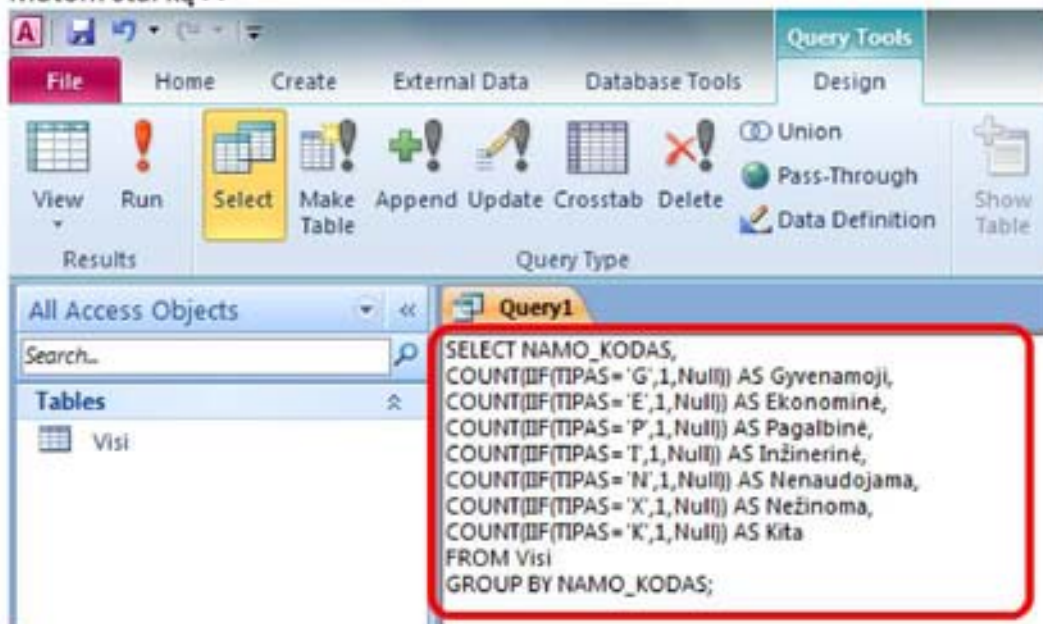 Query Tools
File Home Create External Data Database Tools Design
View Run Select Make Table Append Update Crosstab Delete
Union
Pass-Through
Data Definition
Show Table
Results
Query Type
All Access Objects
Query1
Search...
Tables
Visi
SELECT NAMO_KODAS,
COUNT(IIF(TIPAS='G',1,Null)) AS Gyvenamoji,
COUNT(IIF(TIPAS='E',1,Null)) AS Ekonominė,
COUNT(IIF(TIPAS='P',1,Null)) AS Pagalbinė,
COUNT(IIF(TIPAS='I',1,Null)) AS Inžinerinė,
COUNT(IIF(TIPAS='N',1,Null)) AS Nenaudojama,
COUNT(IIF(TIPAS='X',1,Null)) AS Nežinoma,
COUNT(IIF(TIPAS='K',1,Null)) AS Kita
FROM Visi
GROUP BY NAMO_KODAS;